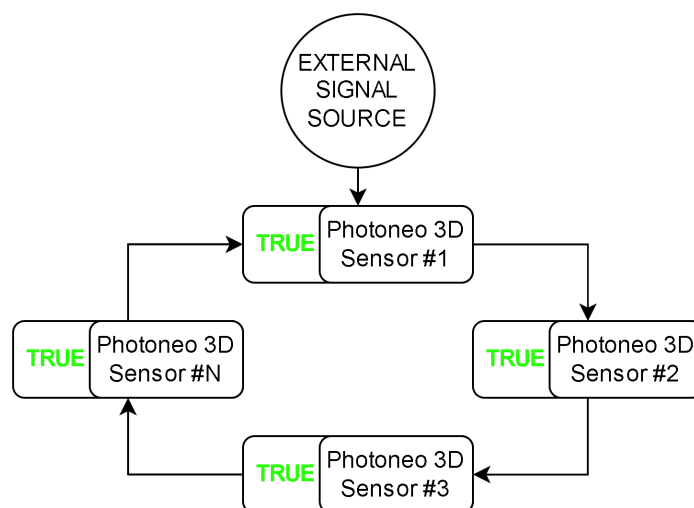 EXTERNAL
SIGNAL
SOURCE
TRUE
Photoneo 3D
Sensor #1
TRUE
Photoneo 3D
Sensor #N
TRUE
Photoneo 3D
Sensor #2
TRUE
Photoneo 3D
Sensor #3